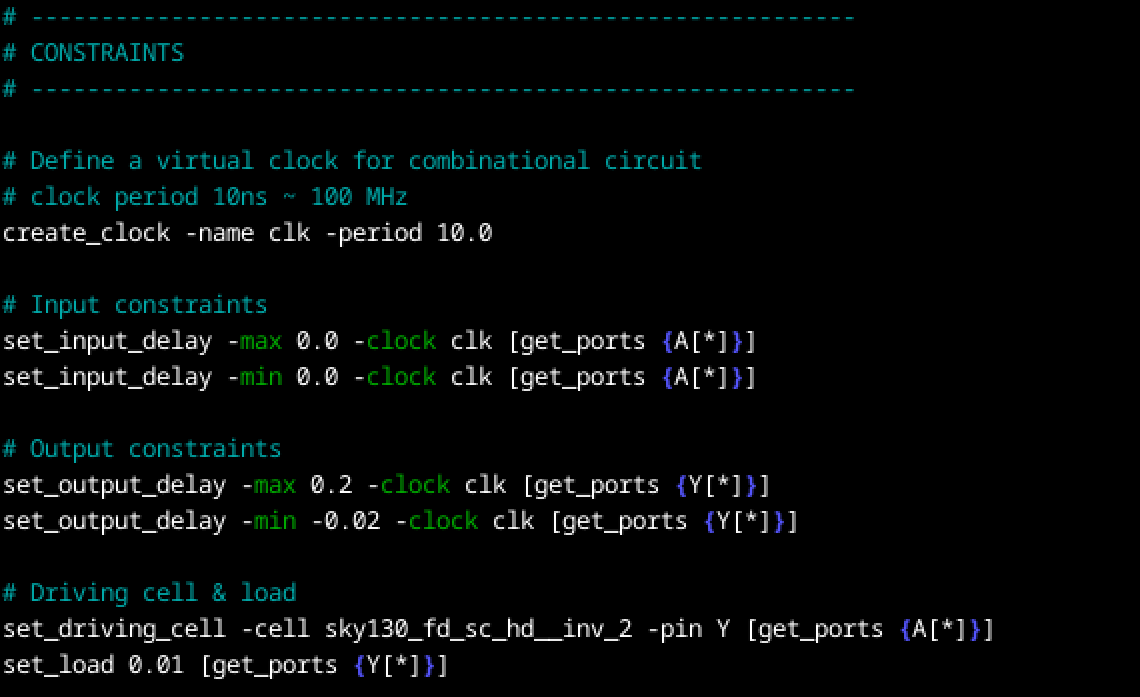 # -----------------------------------------------------------
# CONSTRAINTS
# -----------------------------------------------------------
# Define a virtual clock for combinational circuit
# clock period 10ns ~ 100 MHz
create_clock -name clk -period 10.0
# Input constraints
set_input_delay -max 0.0 -clock clk [get_ports {A[*]}]
set_input_delay -min 0.0 -clock clk [get_ports {A[*]}]
# Output constraints
set_output_delay -max 0.2 -clock clk [get_ports {Y[*]}]
set_output_delay -min -0.02 -clock clk [get_ports {Y[*]}]
# Driving cell & load
set_driving_cell -cell sky130_fd_sc_hd__inv_2 -pin Y [get_ports {A[*]}]
set_load 0.01 [get_ports {Y[*]}]